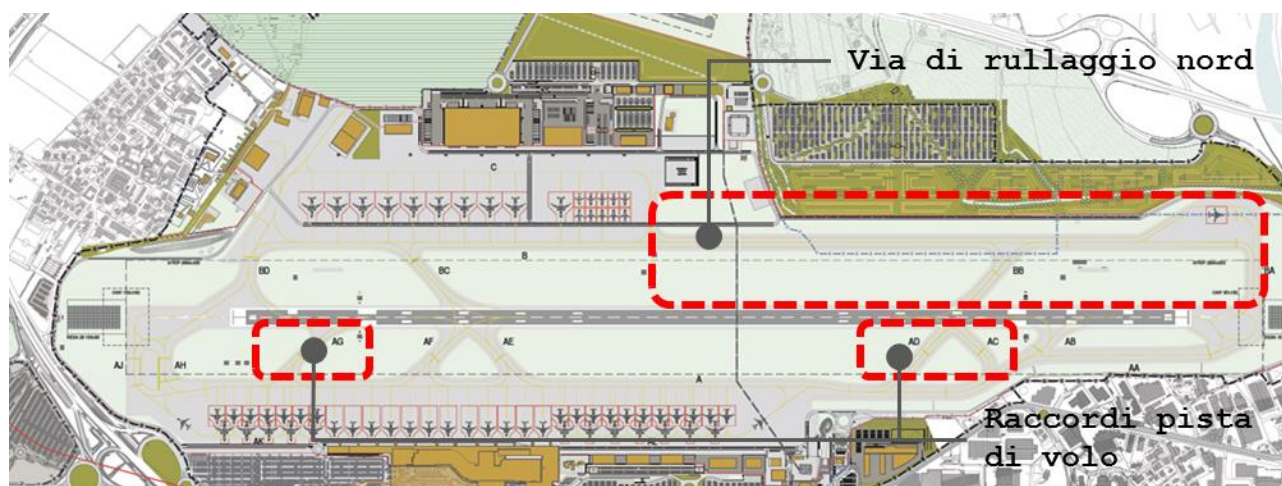 Via di rullaggio nord
C
B
BD
BC
BB
BA
AG
AF
AE
AD
AC
AB
AJ
AH
A
AA
AK
Raccordi pista
di volo